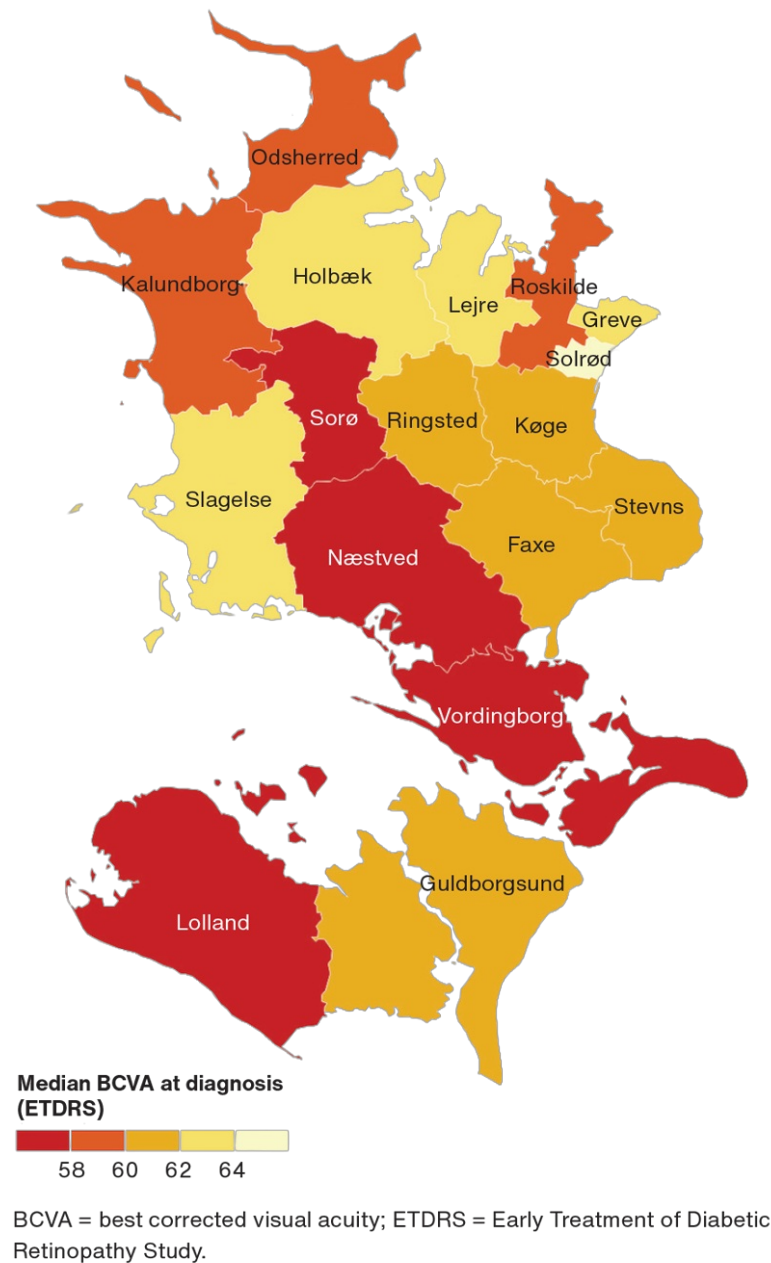 Odsherred
Kalundborg
Holbæk
Lejre
Roskilde
Greve
Solrød
Sorø
Ringsted
Køge
Slagelse
Stevns
Næstved
Faxe
Vordingborg
Guldborgsund
Lolland
Median BCVA at diagnosis
(ETDRS)
58 60 62 64
BCVA = best corrected visual acuity; ETDRS = Early Treatment of Diabetic
Retinopathy Study.